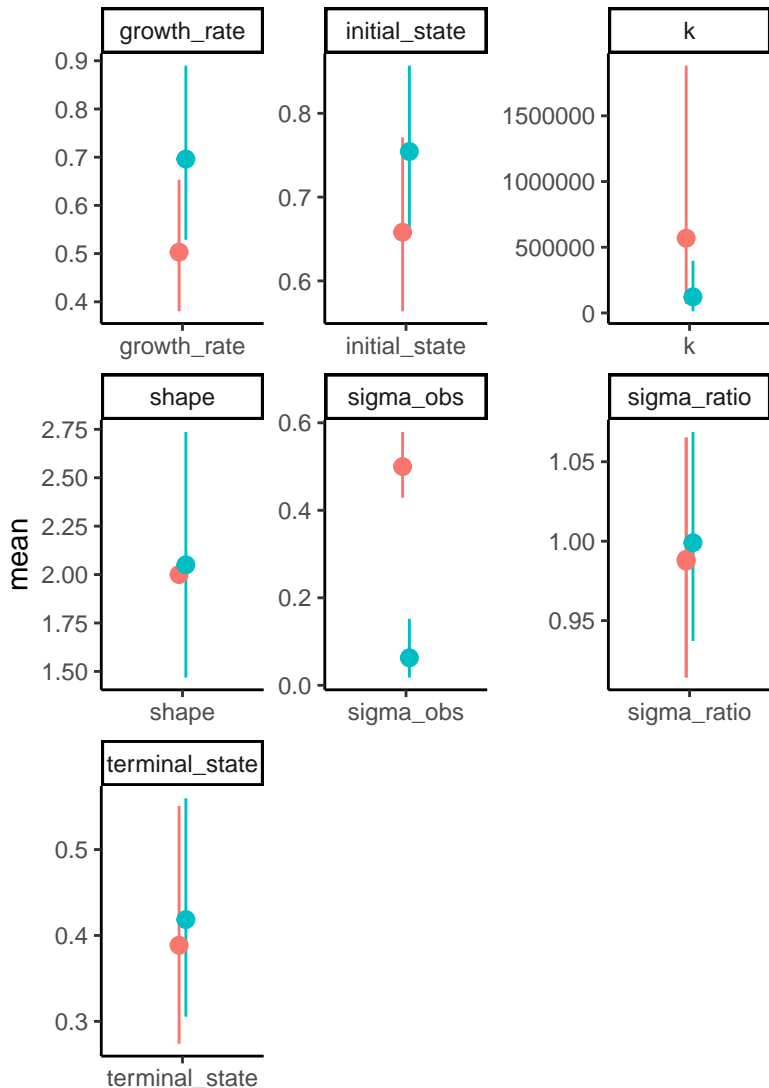 growth_rate
initial_state
k
0.9
0.8
0.7
0.6
0.5
0.4
0.8
0.7
0.6
1500000
1000000
500000
0
growth_rate
initial_state
k
shape
sigma_obs
sigma_ratio
mean
2.75
2.50
2.25
2.00
1.75
1.50
0.6
0.4
0.2
0.0
1.05
1.00
0.95
shape
sigma_obs
sigma_ratio
terminal_state
0.5
0.4
0.3
terminal_state